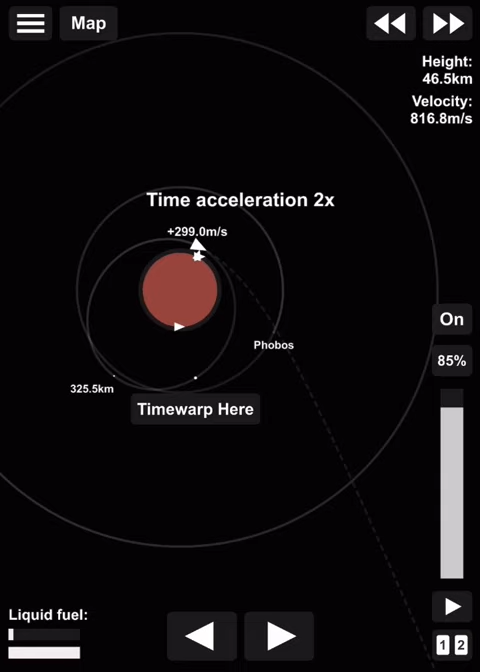 Map
Height:
46.5km
Velocity:
816.8m/s
Time acceleration 2x
+299.0m/s
On
Phobos
85%
325.5km
Timewarp Here
Liquid fuel:
1 2